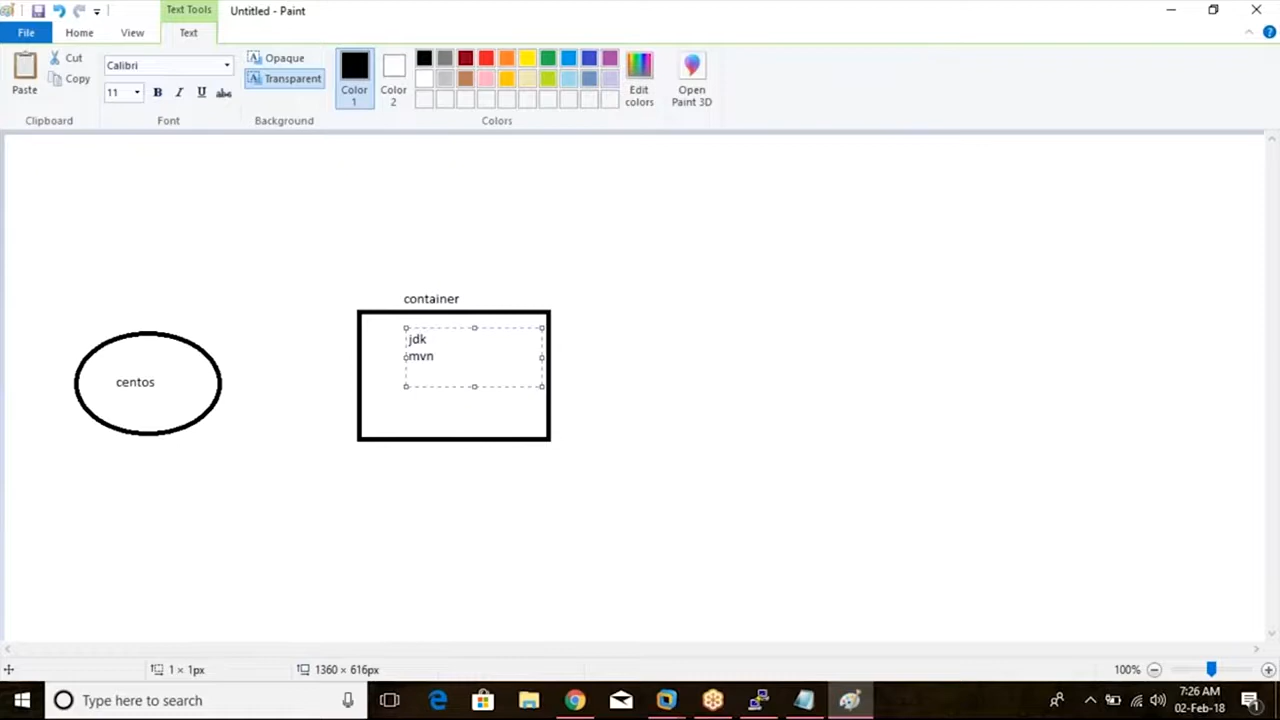 Text Tools
Untitled - Paint
File
Home
View
Text
Paste
Cut
Copy
Clipboard
Calibri
11
B
I
U
abc
Font
Opaque
Transparent
Background
Color
1
Color
2
Edit
colors
Open
Paint 3D
Colors
container
jdk
mvn
centos
1 × 1px
1360 × 616px
100%
Type here to search
7:26 AM
02-Feb-18
1